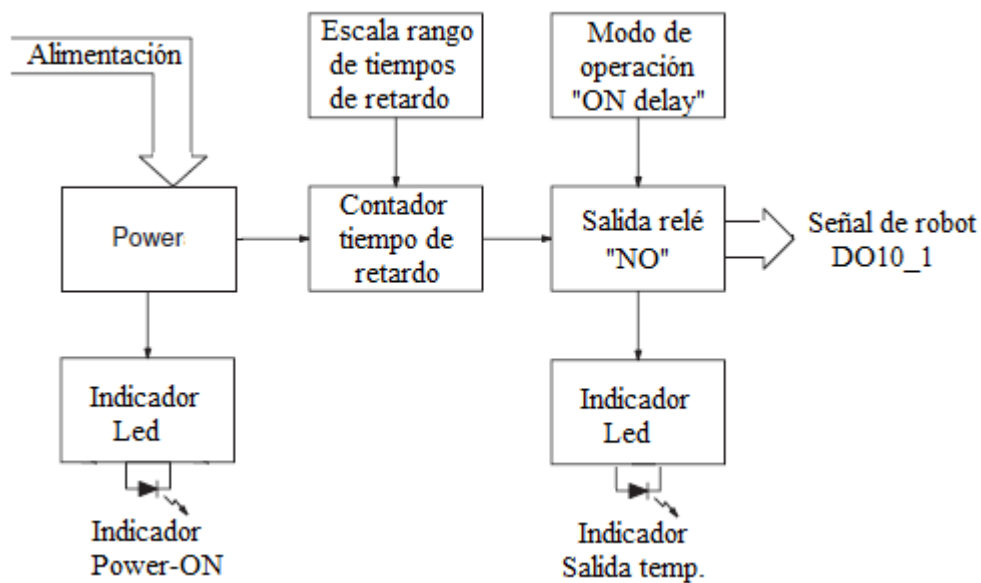 Alimentación
Escala rango
de tiempos
de retardo
Modo de
operación
"ON delay"
Power
Contador
tiempo de
retardo
Salida relé
"NO"
Señal de robot
DO10_1
Indicador
Led
Indicador
Led
Indicador
Power-ON
Indicador
Salida temp.